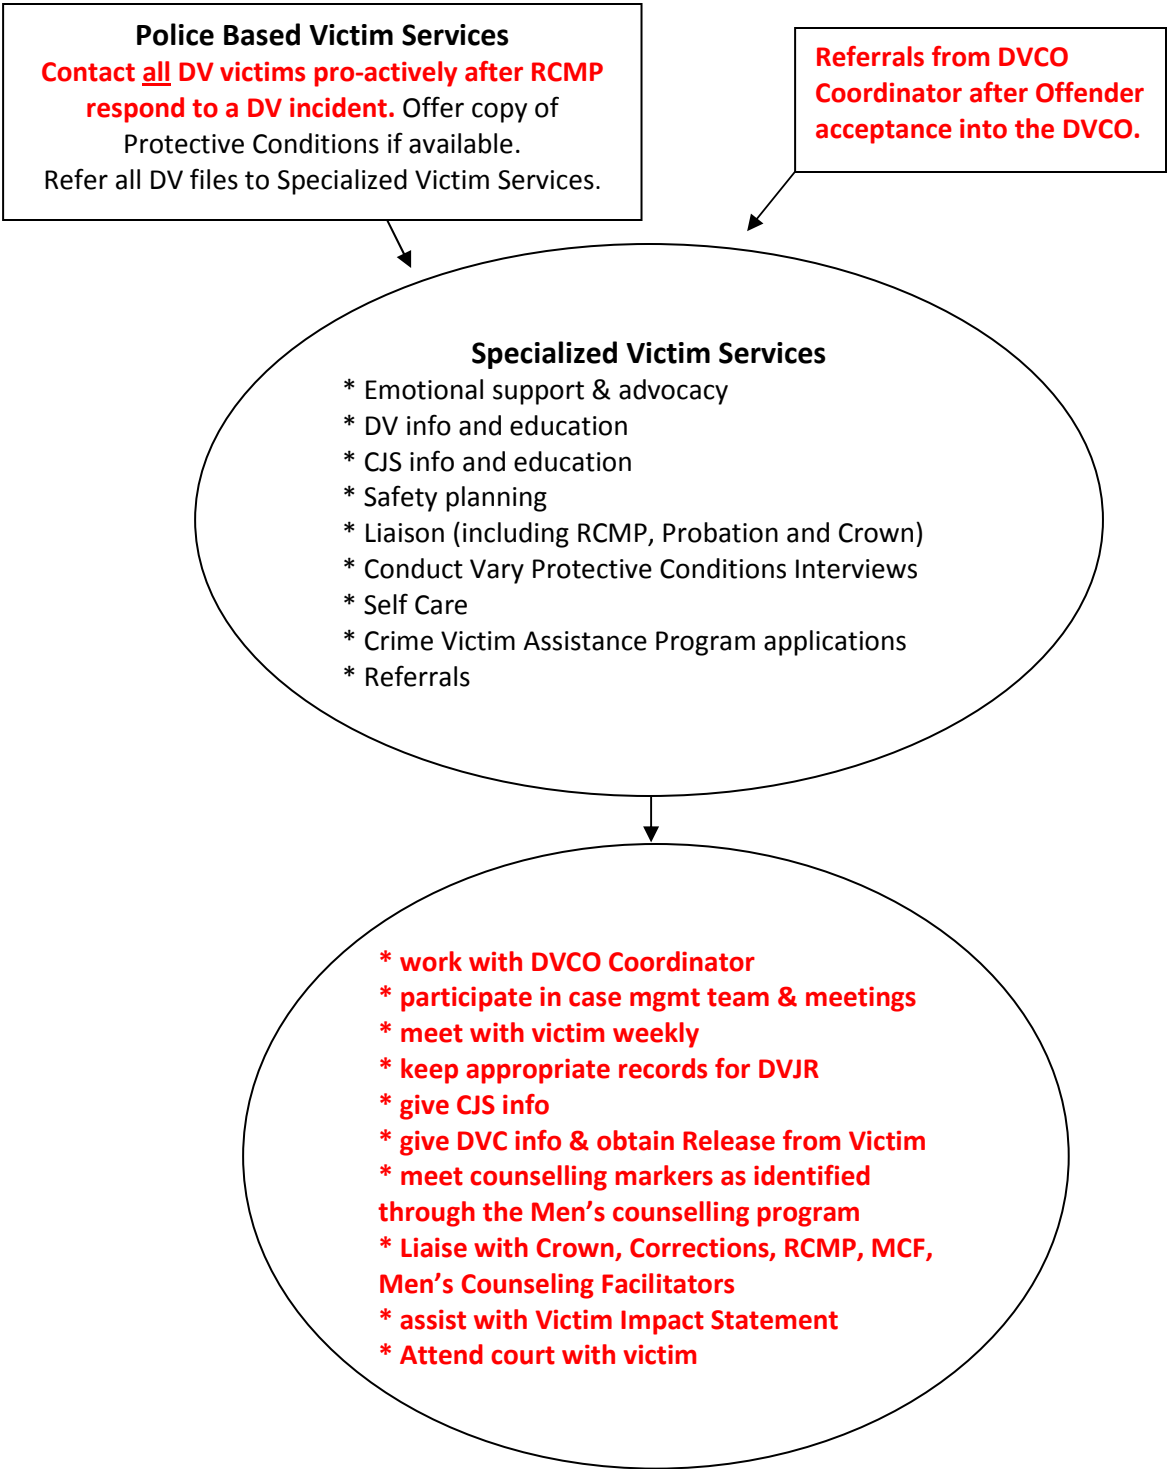 Police Based Victim Services
Contact all DV victims pro-actively after RCMP
respond to a DV incident. Offer copy of
Protective Conditions if available.
Refer all DV files to Specialized Victim Services.
Referrals from DVCO
Coordinator after Offender
acceptance into the DVCO.
Specialized Victim Services
* Emotional support & advocacy
* DV info and education
* CJS info and education
* Safety planning
* Liaison (including RCMP, Probation and Crown)
* Conduct Vary Protective Conditions Interviews
* Self Care
* Crime Victim Assistance Program applications
* Referrals
* work with DVCO Coordinator
* participate in case mgmt team & meetings
* meet with victim weekly
* keep appropriate records for DVJR
* give CJS info
* give DVC info & obtain Release from Victim
* meet counselling markers as identified
through the Men’s counselling program
* Liaise with Crown, Corrections, RCMP, MCF,
Men’s Counseling Facilitators
* assist with Victim Impact Statement
* Attend court with victim